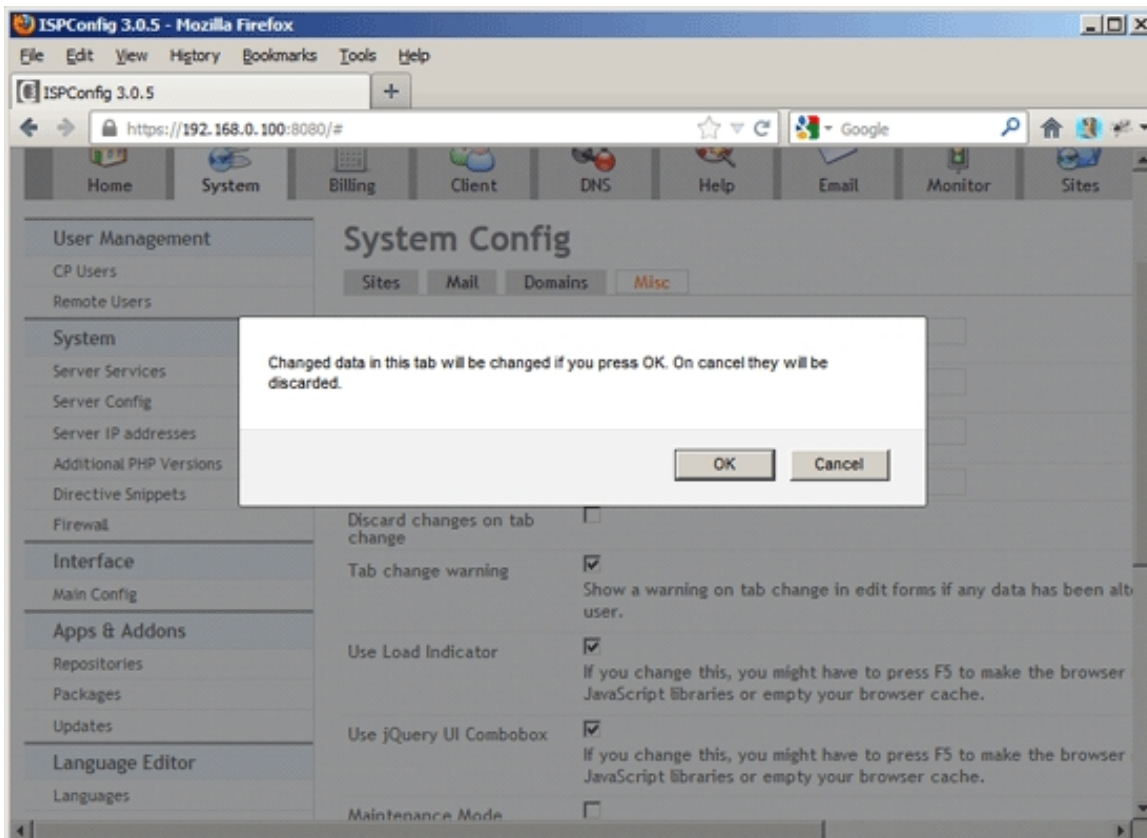 ISPConfig 3.0.5 - Mozilla Firefox
File Edit View History Bookmarks Tools Help
ISPConfig 3.0.5 +
https://192.168.0.100:8080/# Google
Home System Billing Client DNS Help Email Monitor Sites
User Management
CP Users
Remote Users
System
Server Services
Server Config
Server IP addresses
Additional PHP Versions
Directive Snippets
Firewall
Interface
Main Config
Apps & Addons
Repositories
Packages
Updates
Language Editor
Languages
System Config
Sites Mail Domains Misc
Changed data in this tab will be changed if you press OK. On cancel they will be
discarded.
OK Cancel
Discard changes on tab
change
Tab change warning
Show a warning on tab change in edit forms if any data has been alt
user.
Use Load Indicator
If you change this, you might have to press F5 to make the browser
JavaScript libraries or empty your browser cache.
Use jQuery UI Combobox
If you change this, you might have to press F5 to make the browser
JavaScript libraries or empty your browser cache.
Maintenance Mode